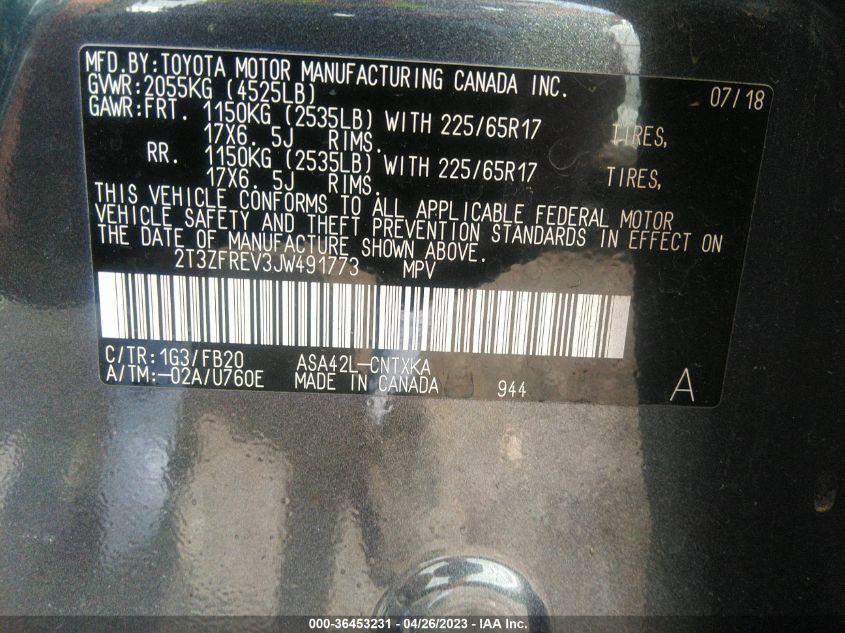 MFD.BY:TOYOTA MOTOR MANUFACTURING CANADA INC. 07/18
GVWR:2055KG (4525LB)
GAWR:FRT. 1150KG (2535LB) WITH 225/65R17 TIRES,
17X6. 5J RIMS.
RR. 1150KG (2535LB) WITH 225/65R17 TIRES,
17X6. 5J RIMS.
THIS VEHICLE CONFORMS TO ALL APPLICABLE FEDERAL MOTOR
VEHICLE SAFETY AND THEFT PREVENTION STANDARDS IN EFFECT ON
THE DATE OF MANUFACTURE SHOWN ABOVE.
2T3ZFREV3JW491773 MPV
C/TR:1G3/FB20 ASA42L-CNTXKA
A/TM:-02A/U760E MADE IN CANADA 944 A
000-36453231 - 04/26/2023 - IAA Inc.